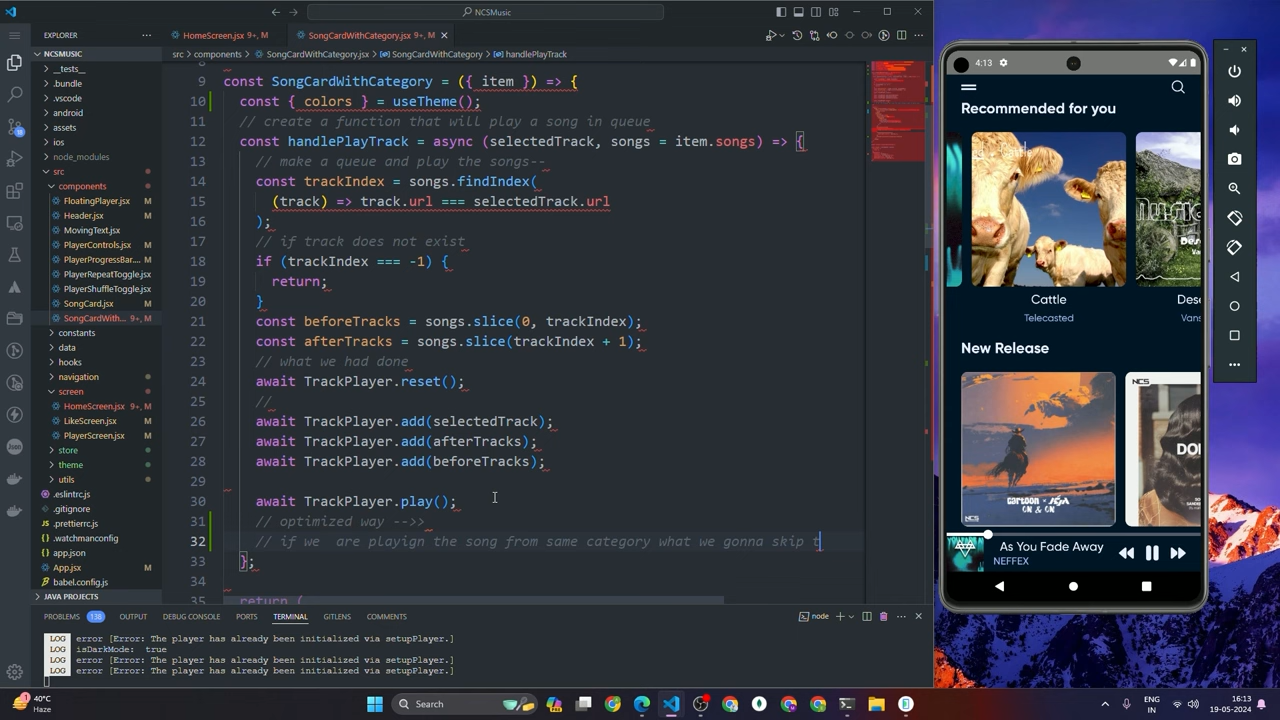 NCSMusic
EXPLORER
HomeScreen.jsx 9+, M
SongCardWithCategory.jsx 9+, M
NCSMUSIC
src > components > SongCardWithCategory.jsx > SongCardWithCategory > handlePlayTrack
__tests__
.bundle
.vscode
android
assets
ios
node_modules
src
components
FloatingPlayer.jsx M
Header.jsx M
MovingText.jsx
PlayerControls.jsx M
PlayerProgressBar.... M
PlayerRepeatToggle.jsx
PlayerShuffleToggle.jsx
SongCard.jsx M
SongCardWith... 9+, M
constants
data
hooks
navigation
screen
HomeScreen.jsx 9+, M
LikeScreen.jsx M
PlayerScreen.jsx M
store
theme
utils
.eslintrc.js
.gitignore
.prettierrc.js
.watchmanconfig
app.json
App.jsx M
babel.config.js
JAVA PROJECTS
const SongCardWithCategory = ({ item }) => {
10 const { colors } = useTheme();
const handlePlayTrack = async (selectedTrack, songs = item.songs) => {
13 // make a queue and play the songs--
14 const trackIndex = songs.findIndex(
15 (track) => track.url === selectedTrack.url
16 );
17 // if track does not exist
18 if (trackIndex === -1) {
19 return;
20 }
21 const beforeTracks = songs.slice(0, trackIndex);
22 const afterTracks = songs.slice(trackIndex + 1);
23 // what we had done
24 await TrackPlayer.reset();
25 //
26 await TrackPlayer.add(selectedTrack);
27 await TrackPlayer.add(afterTracks);
28 await TrackPlayer.add(beforeTracks);
29
30 await TrackPlayer.play();
31 // optimized way -->>
32 // if we are playign the song from same category what we gonna skip t
33 };
34
35 return (
PROBLEMS 138 OUTPUT DEBUG CONSOLE PORTS TERMINAL GITLENS COMMENTS
node
LOG error [Error: The player has already been initialized via setupPlayer.]
LOG isDarkMode: true
LOG error [Error: The player has already been initialized via setupPlayer.]
LOG error [Error: The player has already been initialized via setupPlayer.]
4:13
Recommended for you
Cattle
Telecasted
Dese
Vans
New Release
NCS
cartoon
ON & ON
NCS
DON
As You Fade Away
NEFFEX
40°C
Haze
Search
ENG
IN
16:13
19-05-2024